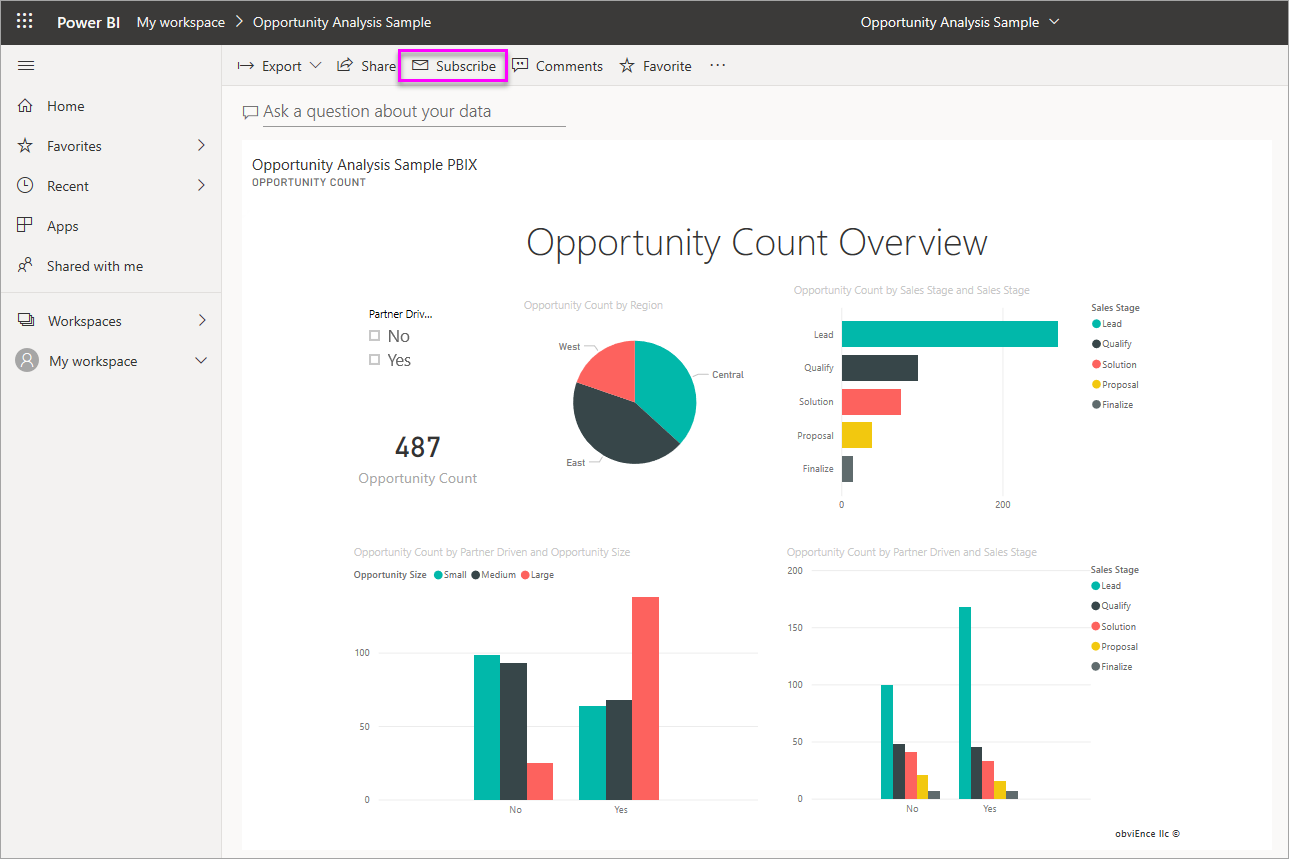 Power BI My workspace Opportunity Analysis Sample Opportunity Analysis Sample
Export Share Subscribe Comments Favorite ···
Home
Favorites
Recent
Apps
Shared with me
Workspaces
My workspace
Ask a question about your data
Opportunity Analysis Sample PBIX
OPPORTUNITY COUNT
Opportunity Count Overview
Partner Driv...
No
Yes
487
Opportunity Count
Opportunity Count by Region
West
Central
East
Opportunity Count by Sales Stage and Sales Stage
Lead
Qualify
Solution
Proposal
Finalize
0 200
Sales Stage
Lead
Qualify
Solution
Proposal
Finalize
Opportunity Count by Partner Driven and Opportunity Size
Opportunity Size Small Medium Large
100
50
0
No Yes
Opportunity Count by Partner Driven and Sales Stage
200
150
100
50
0
No Yes
Sales Stage
Lead
Qualify
Solution
Proposal
Finalize
obviEnce llc ©